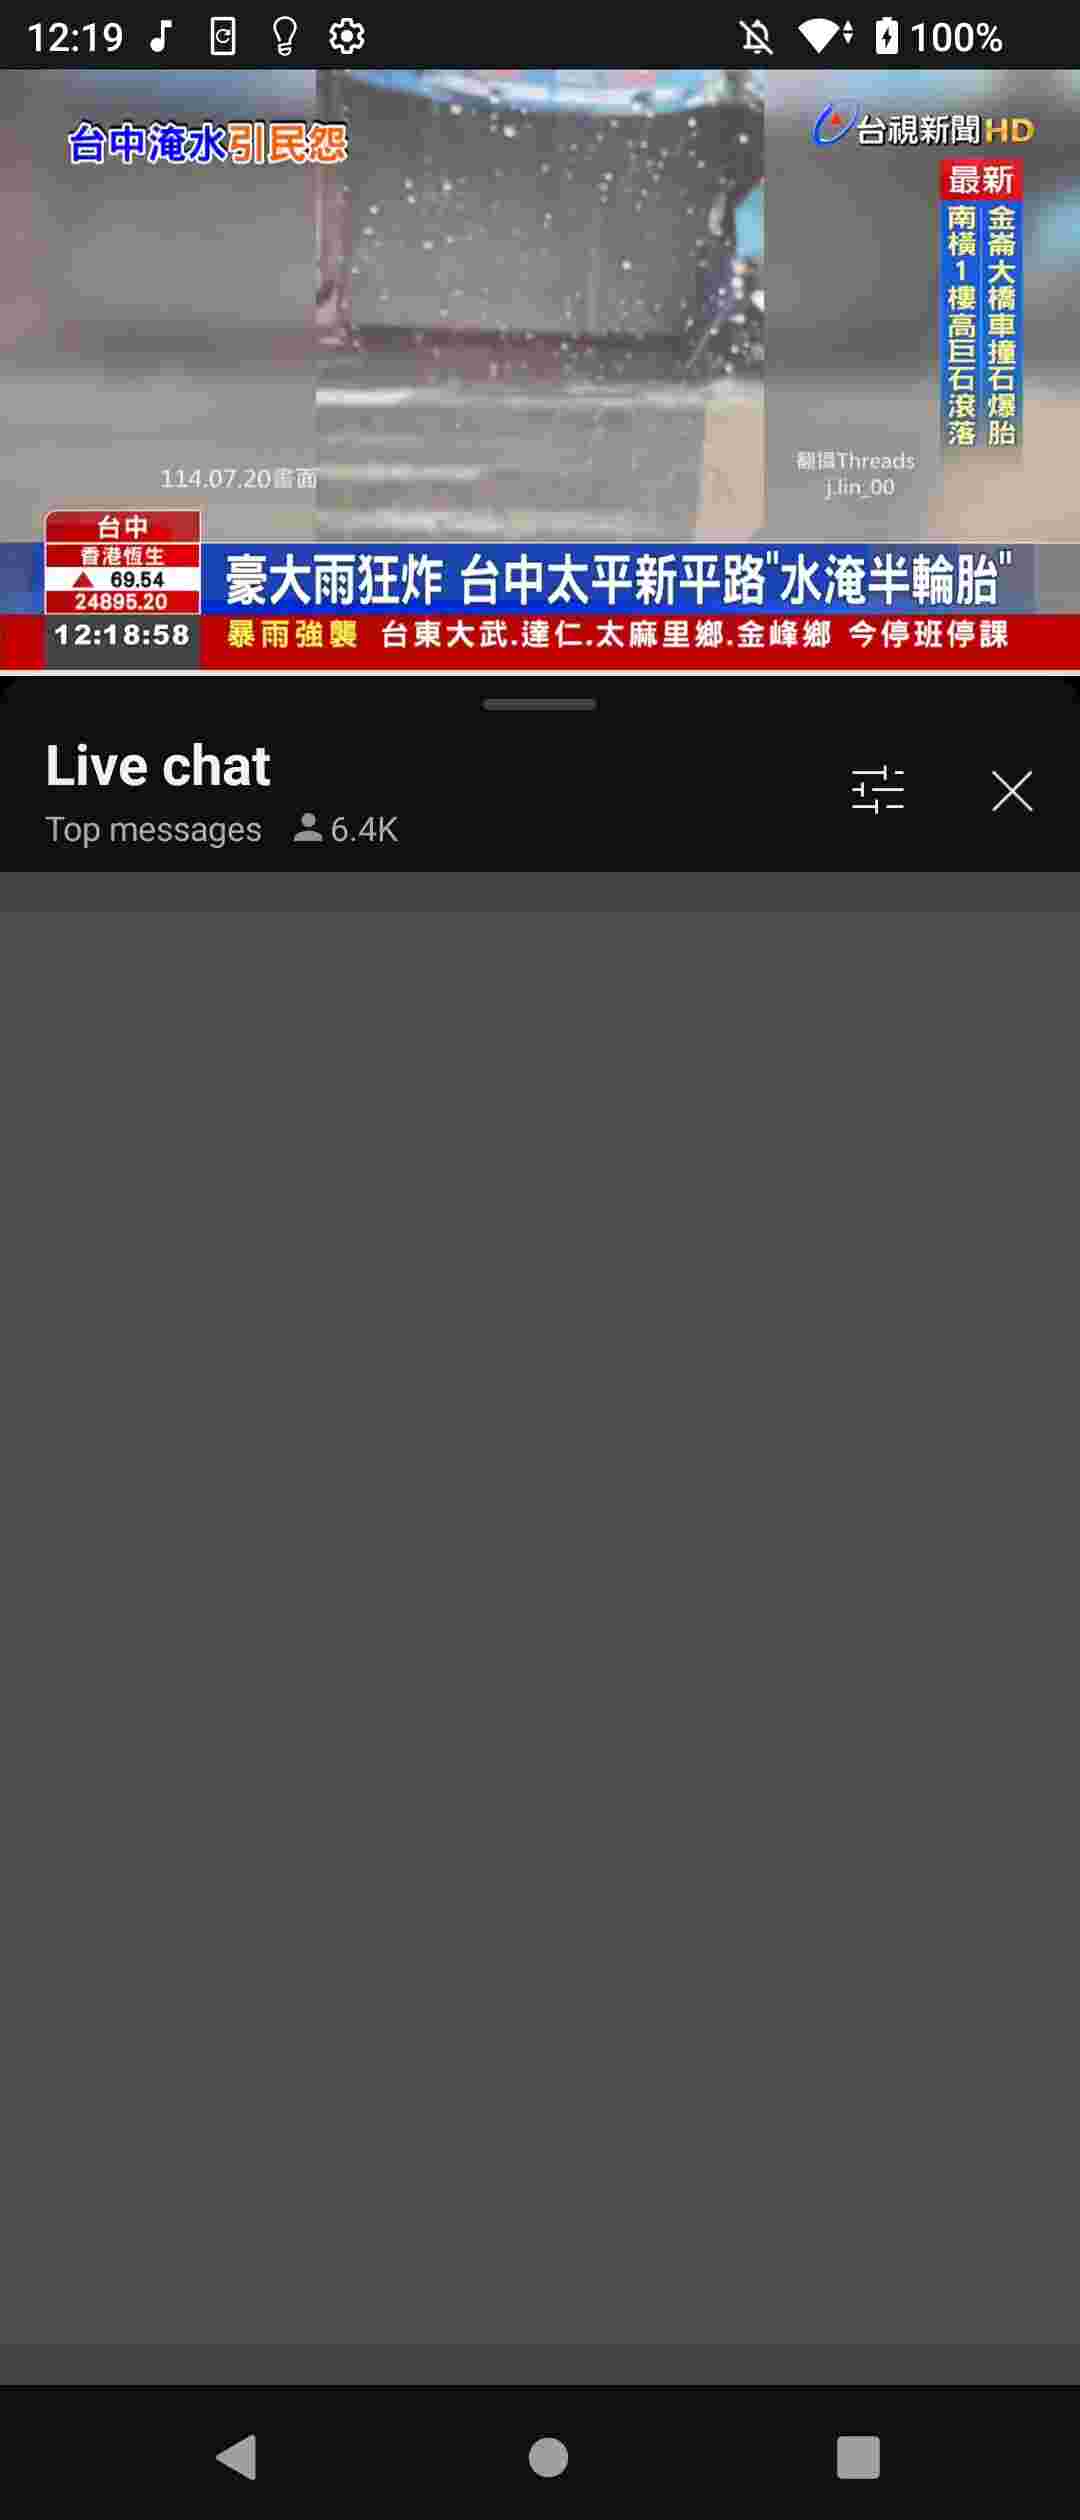 12:19
100%
台中淹水引民怨
台視新聞HD
最新
金崙大橋車撞石爆胎
南橫1樓高巨石滾落
114.07.20畫面
翻攝Threads
j.lin_00
台中
香港恆生
69.54
24895.20
12:18:58
豪大雨狂炸 台中太平新平路"水淹半輪胎"
暴雨強襲 台東大武.達仁.太麻里鄉.金峰鄉 今停班停課
Live chat
Top messages 6.4K